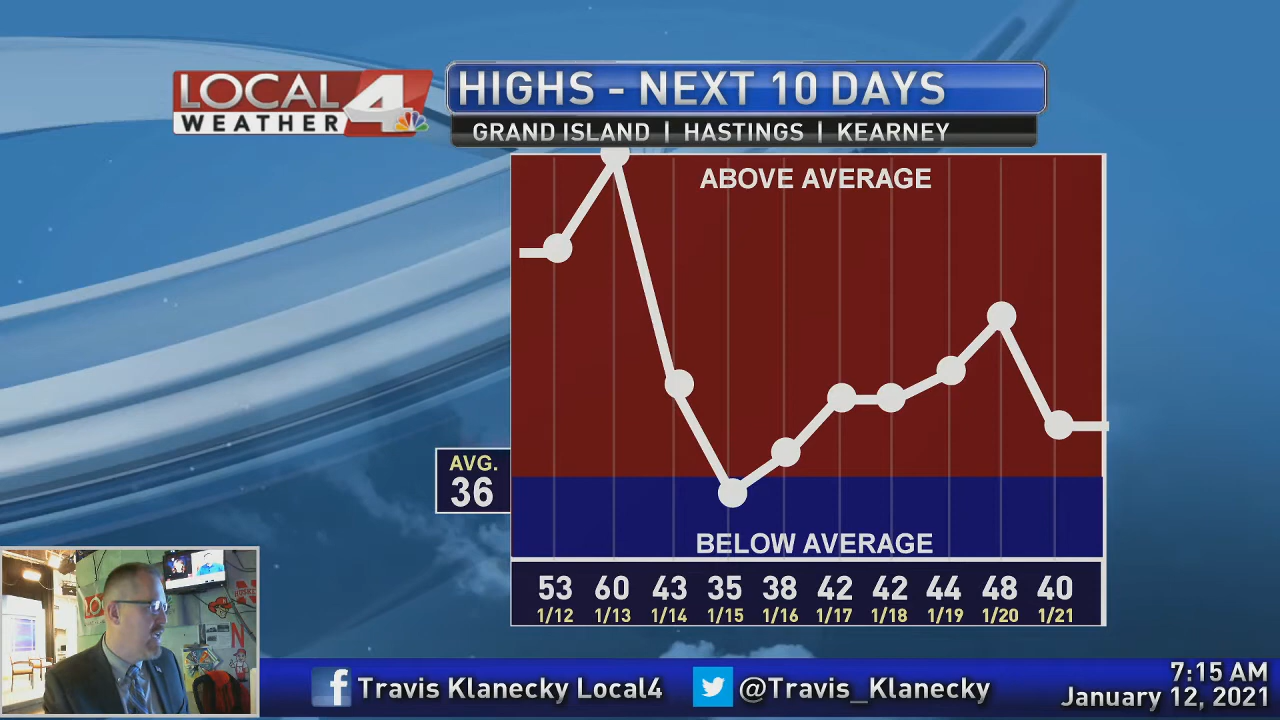 LOCAL 4
WEATHER
HIGHS - NEXT 10 DAYS
GRAND ISLAND | HASTINGS | KEARNEY
ABOVE AVERAGE
AVG.
36
BELOW AVERAGE
53 60 43 35 38 42 42 44 48 40
1/12 1/13 1/14 1/15 1/16 1/17 1/18 1/19 1/20 1/21
N
f Travis Klanecky Local4 @Travis_Klanecky
7:15 AM
January 12, 2021